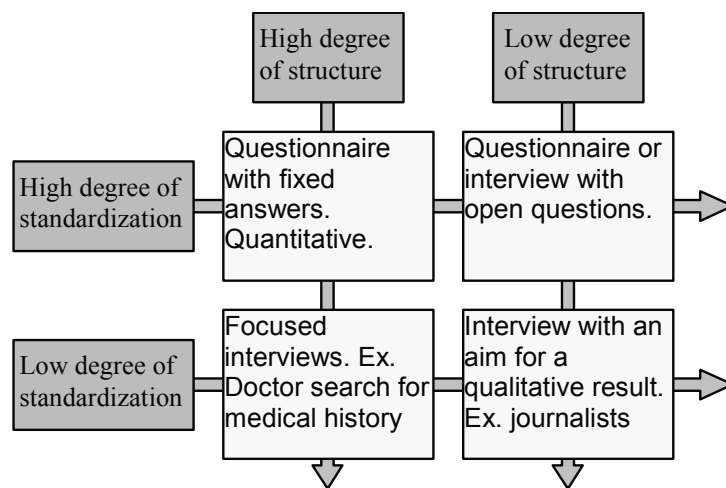 High degree
of structure
Low degree
of structure
High degree of
standardization
Questionnaire
with fixed
answers.
Quantitative.
Questionnaire or
interview with
open questions.
Low degree of
standardization
Focused
interviews. Ex.
Doctor search for
medical history
Interview with an
aim for a
qualitative result.
Ex. journalists